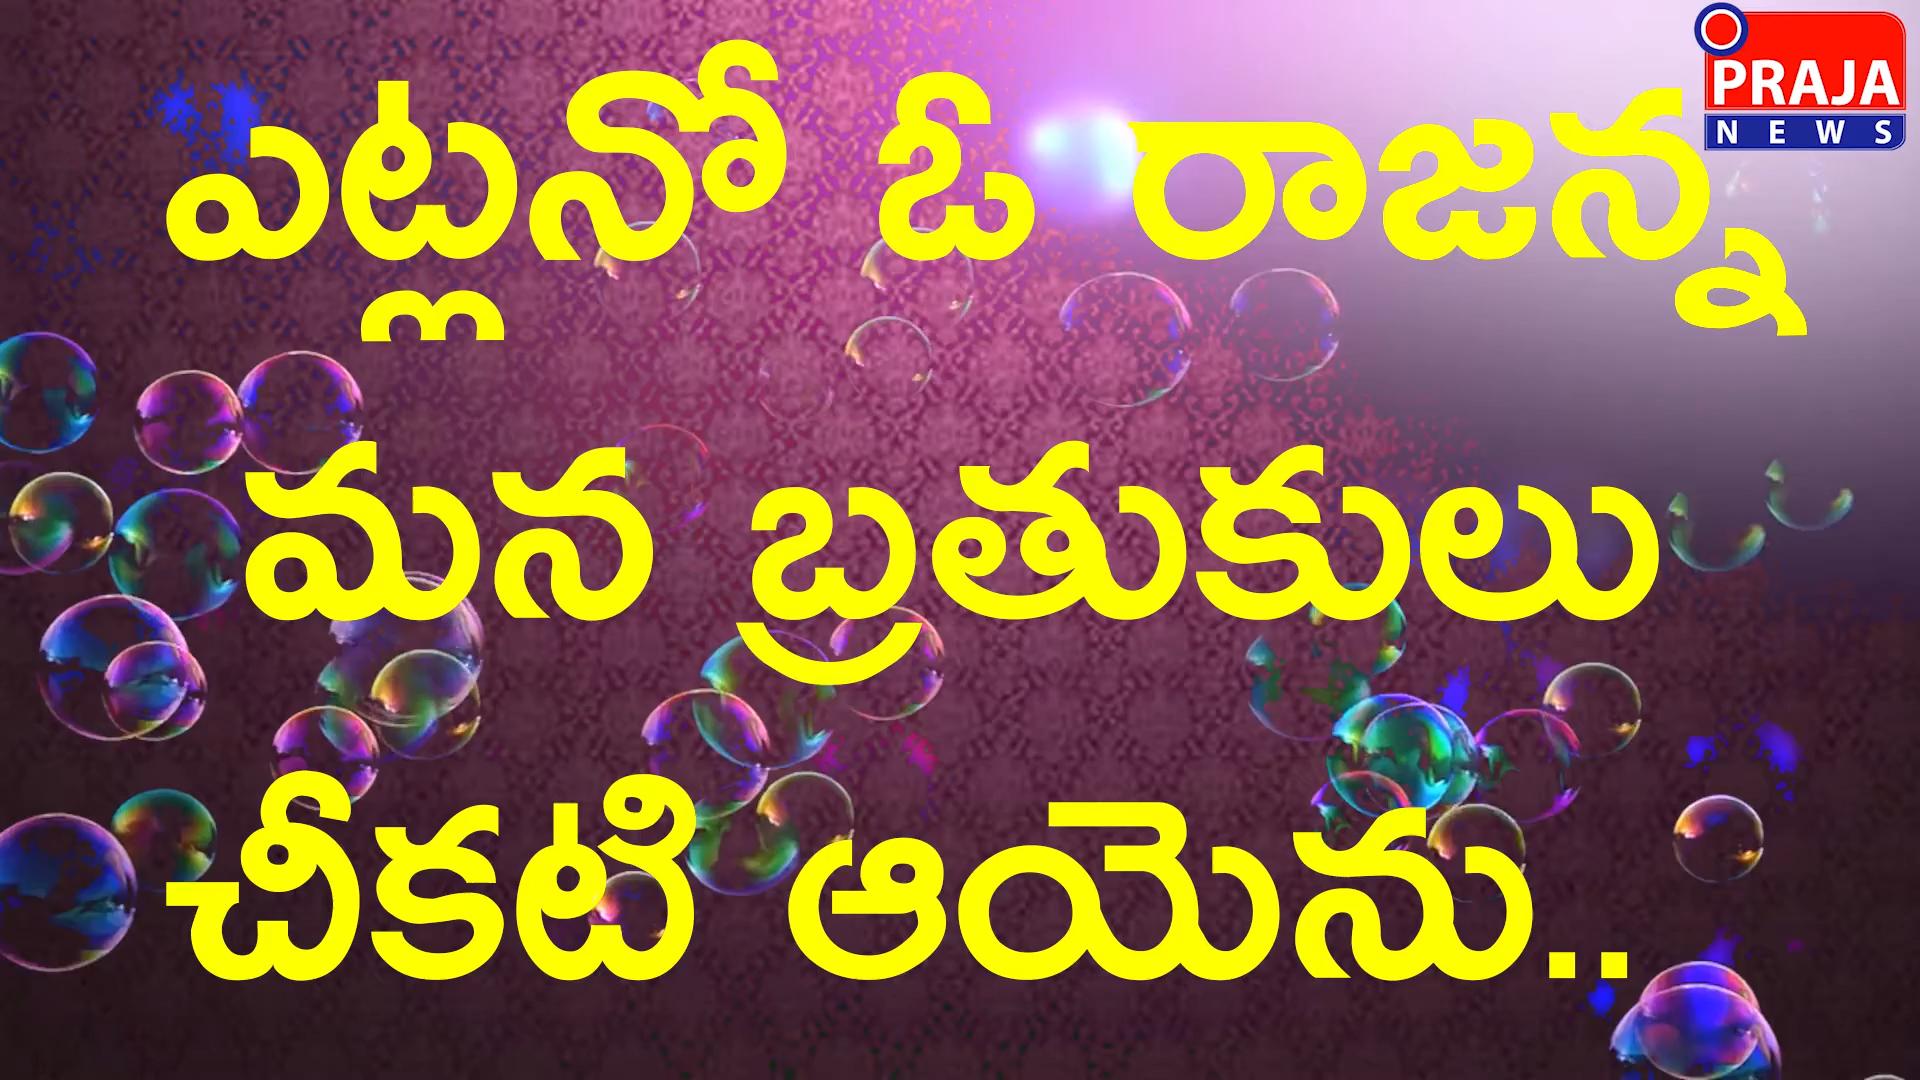 PRAJA
NEWS
ఎట్లనో ఓ రాజన్న
మన బ్రతుకులు
చీకటి ఆయెను..